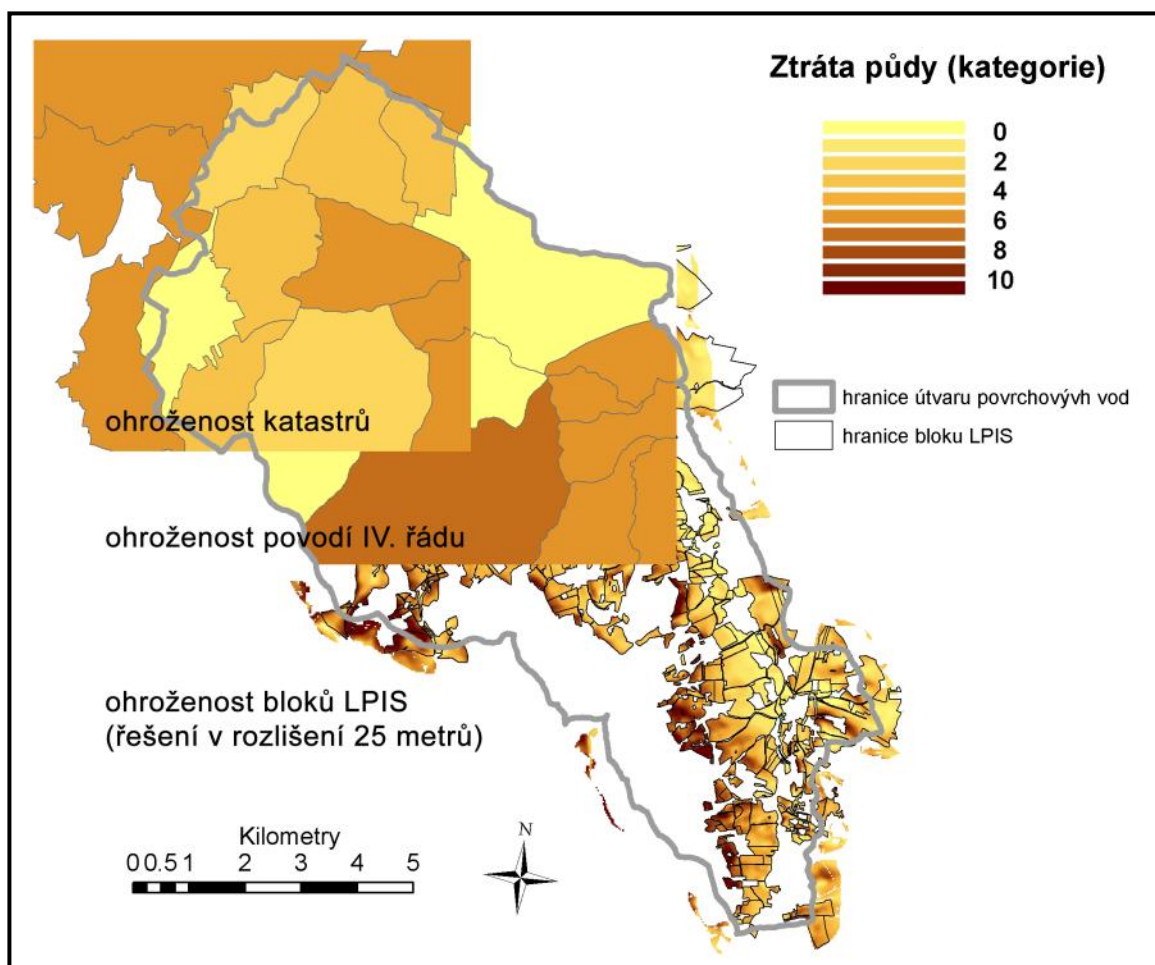 Ztráta půdy (kategorie)
0
2
4
6
8
10
hranice útvaru povrchovývh vod
hranice bloku LPIS
ohroženost katastrů
ohroženost povodí IV. řádu
ohroženost bloků LPIS
(řešení v rozlišení 25 metrů)
Kilometry
0 0.5 1 2 3 4 5
N